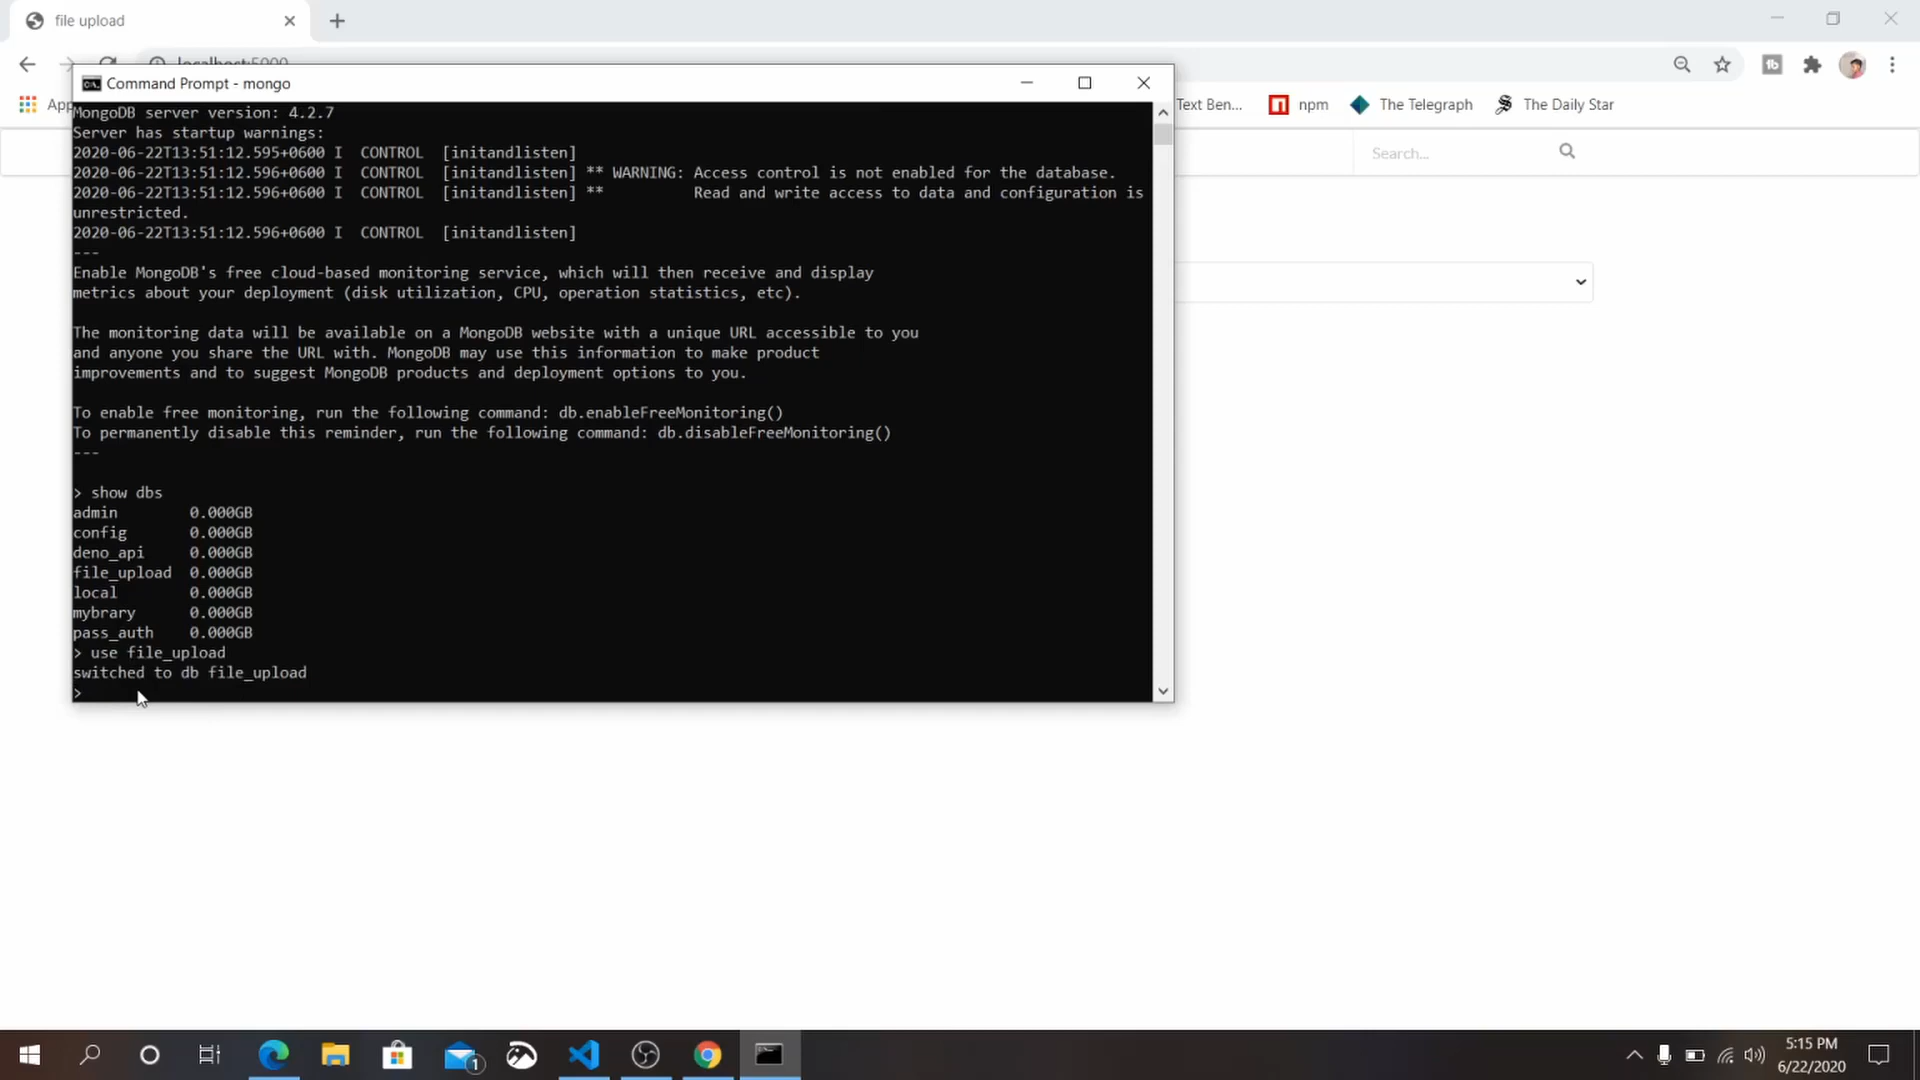 file upload
localhost:5000
Command Prompt - mongo
App
Text Ben...
npm
The Telegraph
The Daily Star
Search...
MongoDB server version: 4.2.7
Server has startup warnings:
2020-06-22T13:51:12.595+0600 I  CONTROL  [initandlisten]
2020-06-22T13:51:12.596+0600 I  CONTROL  [initandlisten] ** WARNING: Access control is not enabled for the database.
2020-06-22T13:51:12.596+0600 I  CONTROL  [initandlisten] **          Read and write access to data and configuration is
unrestricted.
2020-06-22T13:51:12.596+0600 I  CONTROL  [initandlisten]
---
Enable MongoDB's free cloud-based monitoring service, which will then receive and display
metrics about your deployment (disk utilization, CPU, operation statistics, etc).
The monitoring data will be available on a MongoDB website with a unique URL accessible to you
and anyone you share the URL with. MongoDB may use this information to make product
improvements and to suggest MongoDB products and deployment options to you.
To enable free monitoring, run the following command: db.enableFreeMonitoring()
To permanently disable this reminder, run the following command: db.disableFreeMonitoring()
---
> show dbs
admin        0.000GB
config       0.000GB
deno_api     0.000GB
file_upload  0.000GB
local        0.000GB
mybrary      0.000GB
pass_auth    0.000GB
> use file_upload
switched to db file_upload
>
1
5:15 PM
6/22/2020